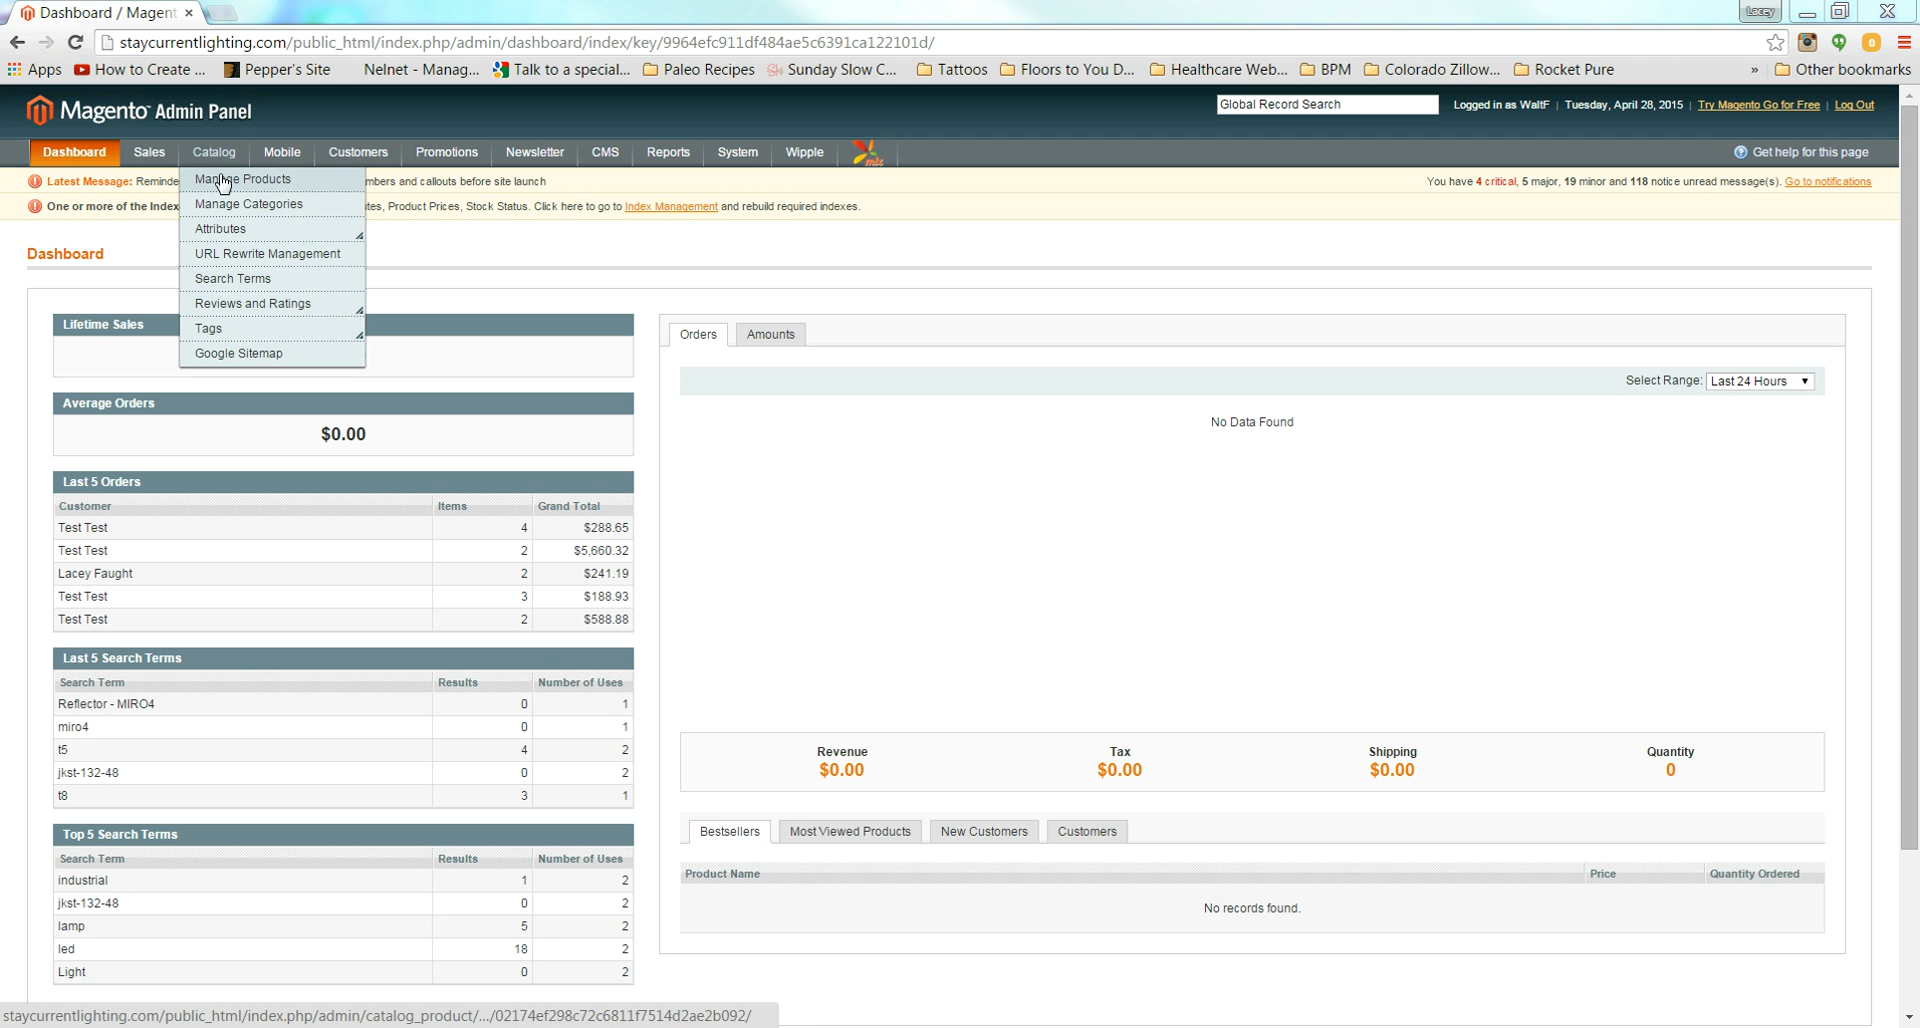 Dashboard / Magent
Lacey
staycurrentlighting.com/public_html/index.php/admin/dashboard/index/key/9964efc911df484ae5c6391ca122101d/
Apps How to Create ... Pepper's Site Nelnet - Manag... Talk to a special... Paleo Recipes Sunday Slow C... Tattoos Floors to You D... Healthcare Web... BPM Colorado Zillow... Rocket Pure » Other bookmarks
Magento Admin Panel
Global Record Search
Logged in as WaltF | Tuesday, April 28, 2015 | Try Magento Go for Free | Log Out
Dashboard Sales Catalog Mobile Customers Promotions Newsletter CMS Reports System Wipple mlc Get help for this page
Latest Message: Reminde mbers and callouts before site launch You have 4 critical, 5 major, 19 minor and 118 notice unread message(s). Go to notifications
One or more of the Index tes, Product Prices, Stock Status. Click here to go to Index Management and rebuild required indexes.
Manage Products
Manage Categories
Attributes
URL Rewrite Management
Search Terms
Reviews and Ratings
Tags
Google Sitemap
Dashboard
Lifetime Sales
Average Orders
$0.00
Last 5 Orders
Customer Items Grand Total
Test Test 4 $288.65
Test Test 2 $5,660.32
Lacey Faught 2 $241.19
Test Test 3 $188.93
Test Test 2 $588.88
Last 5 Search Terms
Search Term Results Number of Uses
Reflector - MIRO4 0 1
miro4 0 1
t5 4 2
jkst-132-48 0 2
t8 3 1
Top 5 Search Terms
Search Term Results Number of Uses
industrial 1 2
jkst-132-48 0 2
lamp 5 2
led 18 2
Light 0 2
Orders Amounts
Select Range: Last 24 Hours
No Data Found
Revenue Tax Shipping Quantity
$0.00 $0.00 $0.00 0
Bestsellers Most Viewed Products New Customers Customers
Product Name Price Quantity Ordered
No records found.
staycurrentlighting.com/public_html/index.php/admin/catalog_product/.../02174ef298c72c6811f7514d2ae2b092/